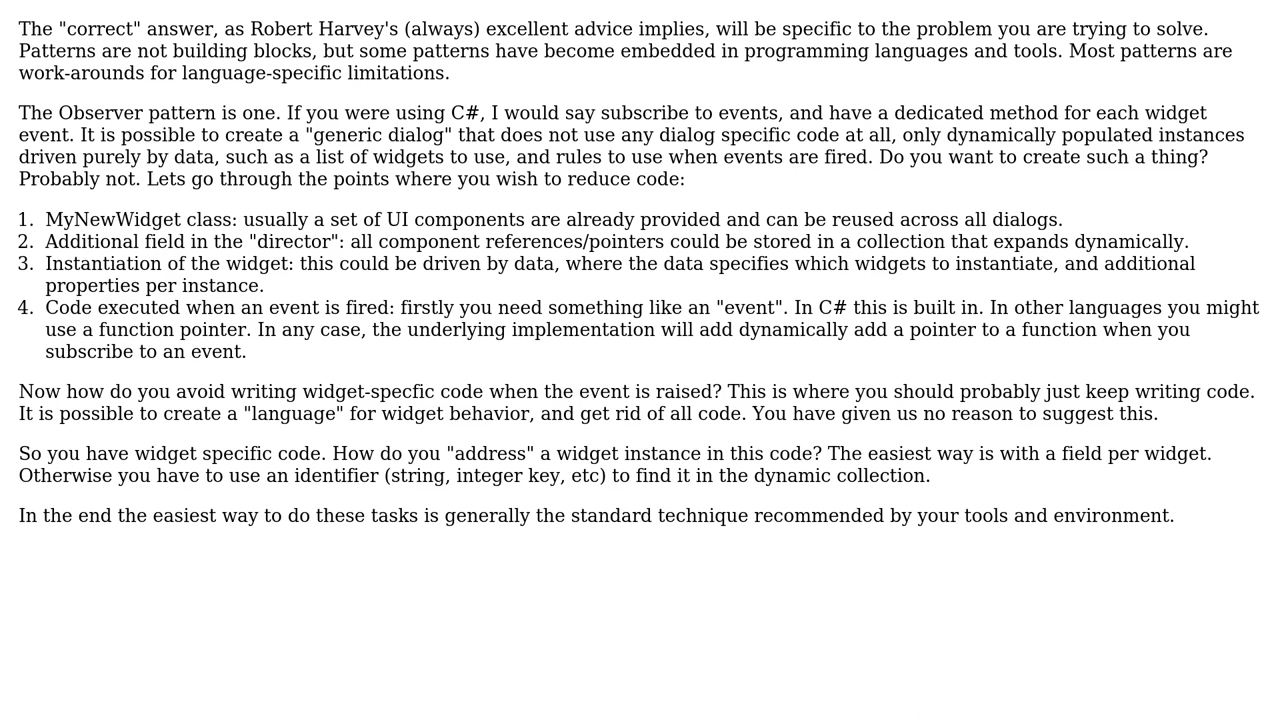 The "correct" answer, as Robert Harvey's (always) excellent advice implies, will be specific to the problem you are trying to solve.
Patterns are not building blocks, but some patterns have become embedded in programming languages and tools. Most patterns are
work-arounds for language-specific limitations.
The Observer pattern is one. If you were using C#, I would say subscribe to events, and have a dedicated method for each widget
event. It is possible to create a "generic dialog" that does not use any dialog specific code at all, only dynamically populated instances
driven purely by data, such as a list of widgets to use, and rules to use when events are fired. Do you want to create such a thing?
Probably not. Lets go through the points where you wish to reduce code:
1. MyNewWidget class: usually a set of UI components are already provided and can be reused across all dialogs.
2. Additional field in the "director": all component references/pointers could be stored in a collection that expands dynamically.
3. Instantiation of the widget: this could be driven by data, where the data specifies which widgets to instantiate, and additional
properties per instance.
4. Code executed when an event is fired: firstly you need something like an "event". In C# this is built in. In other languages you might
use a function pointer. In any case, the underlying implementation will add dynamically add a pointer to a function when you
subscribe to an event.
Now how do you avoid writing widget-specfic code when the event is raised? This is where you should probably just keep writing code.
It is possible to create a "language" for widget behavior, and get rid of all code. You have given us no reason to suggest this.
So you have widget specific code. How do you "address" a widget instance in this code? The easiest way is with a field per widget.
Otherwise you have to use an identifier (string, integer key, etc) to find it in the dynamic collection.
In the end the easiest way to do these tasks is generally the standard technique recommended by your tools and environment.